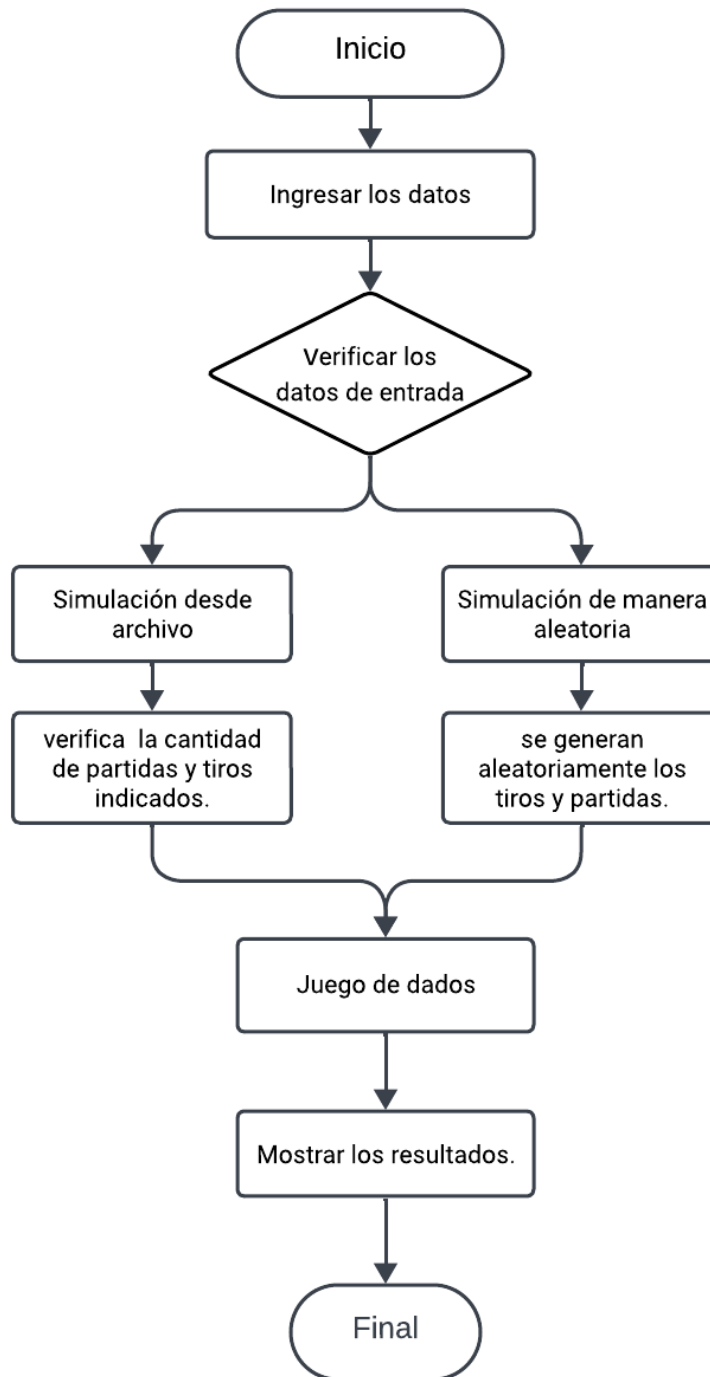 Inicio
Ingresar los datos
Verificar los
datos de entrada
Simulación desde
archivo
Simulación de manera
aleatoria
verifica  la cantidad
de partidas y tiros
indicados.
se generan
aleatoriamente los
tiros y partidas.
Juego de dados
Mostrar los resultados.
Final